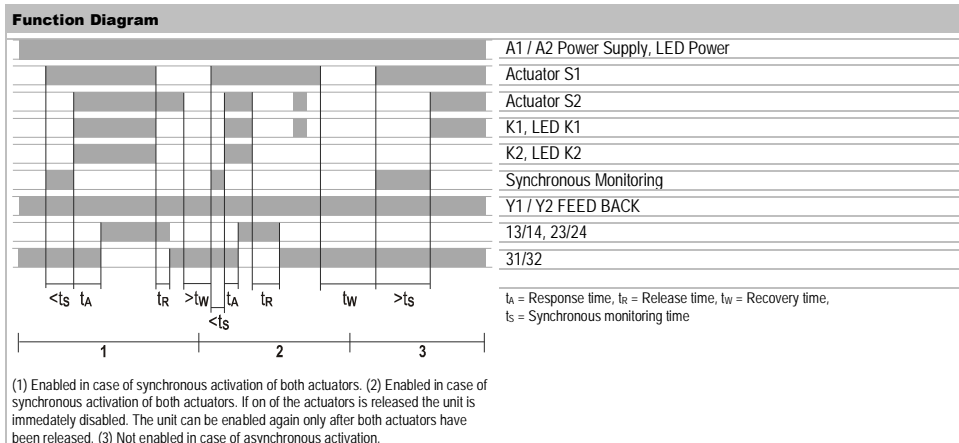 Function Diagram
A1 / A2 Power Supply, LED Power
Actuator S1
Actuator S2
K1, LED K1
K2, LED K2
Synchronous Monitoring
Y1 / Y2 FEED BACK
13/14, 23/24
31/32
<tS tA tR >tW tA tR tW >tS
<tS
tA = Response time, tR = Release time, tW = Recovery time,
tS = Synchronous monitoring time
1 2 3
(1) Enabled in case of synchronous activation of both actuators. (2) Enabled in case of
synchronous activation of both actuators. If on of the actuators is released the unit is
immedately disabled. The unit can be enabled again only after both actuators have
been released. (3) Not enabled in case of asynchronous activation.